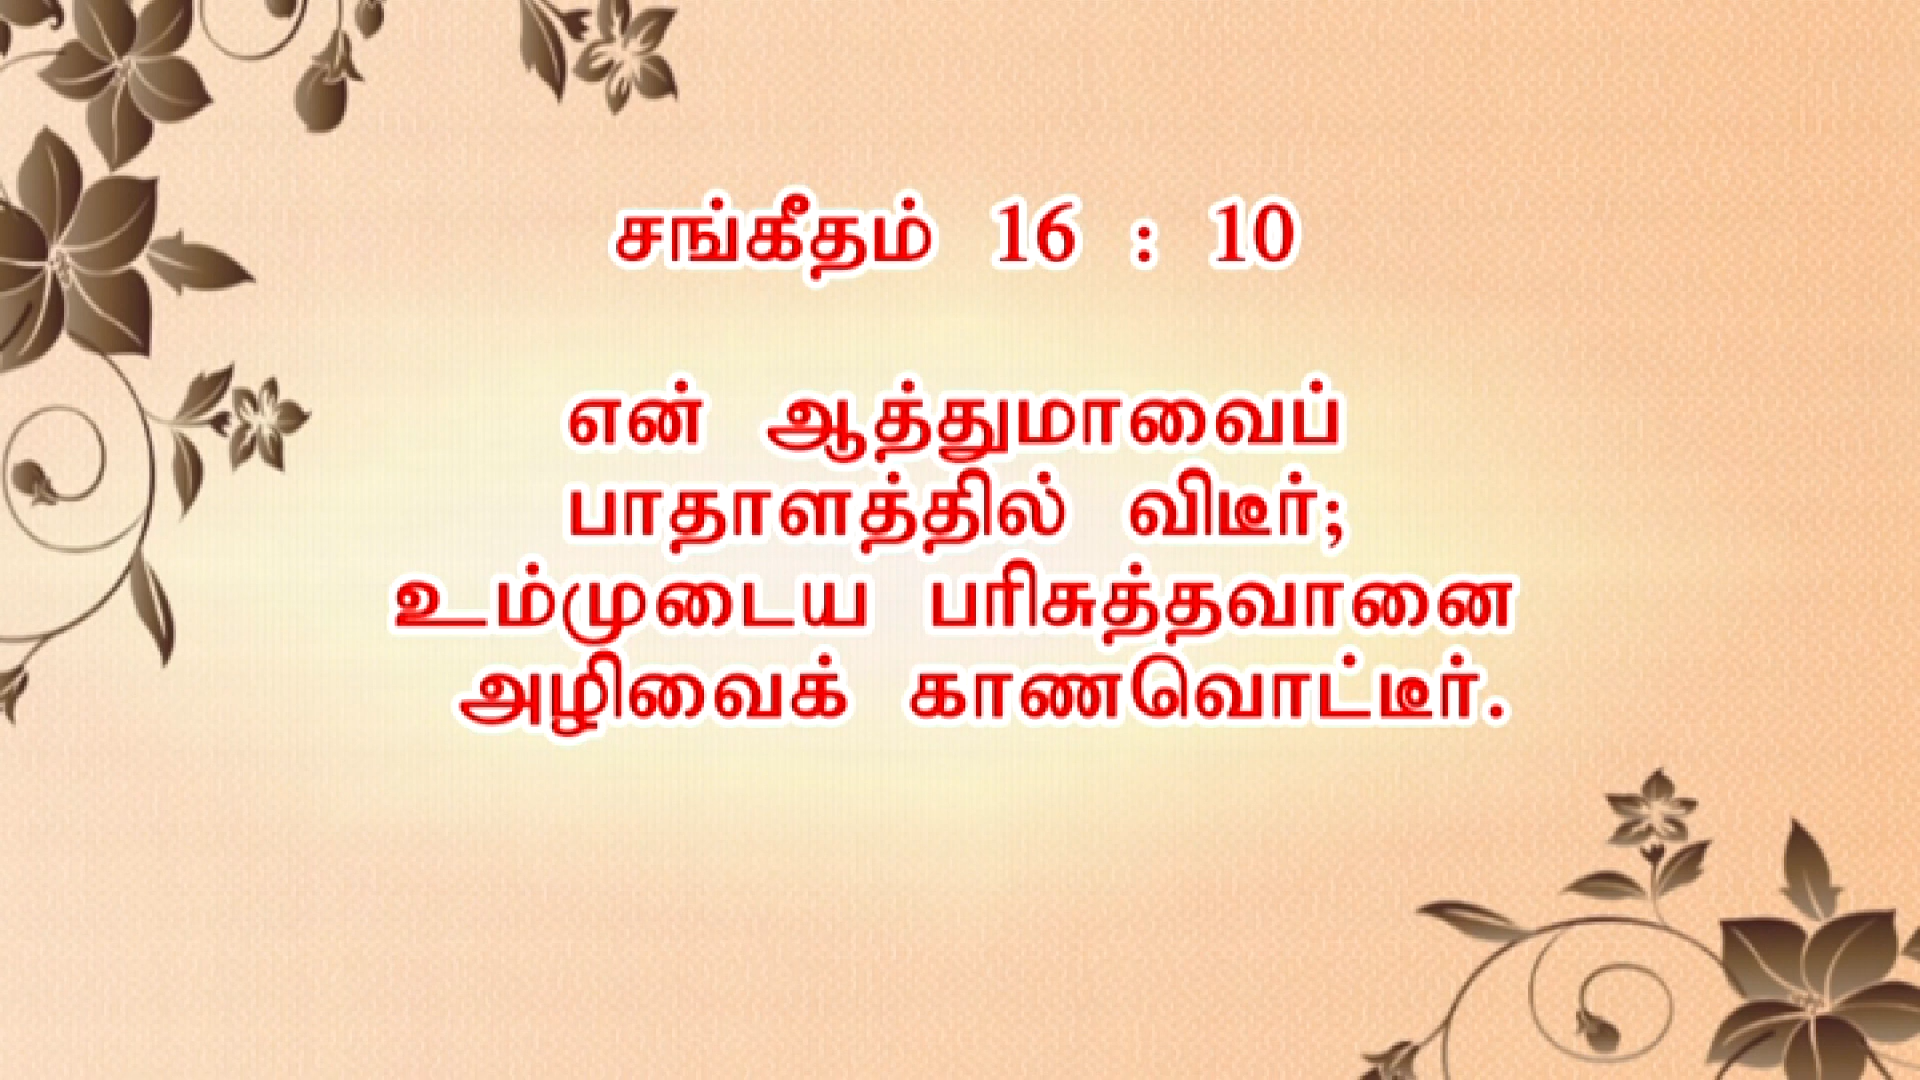 சங்கீதம் 16 : 10
என் ஆத்துமாவைப்
பாதாளத்தில் விடீர்;
உம்முடைய பரிசுத்தவானை
அழிவைக் காணவொட்டீர்.